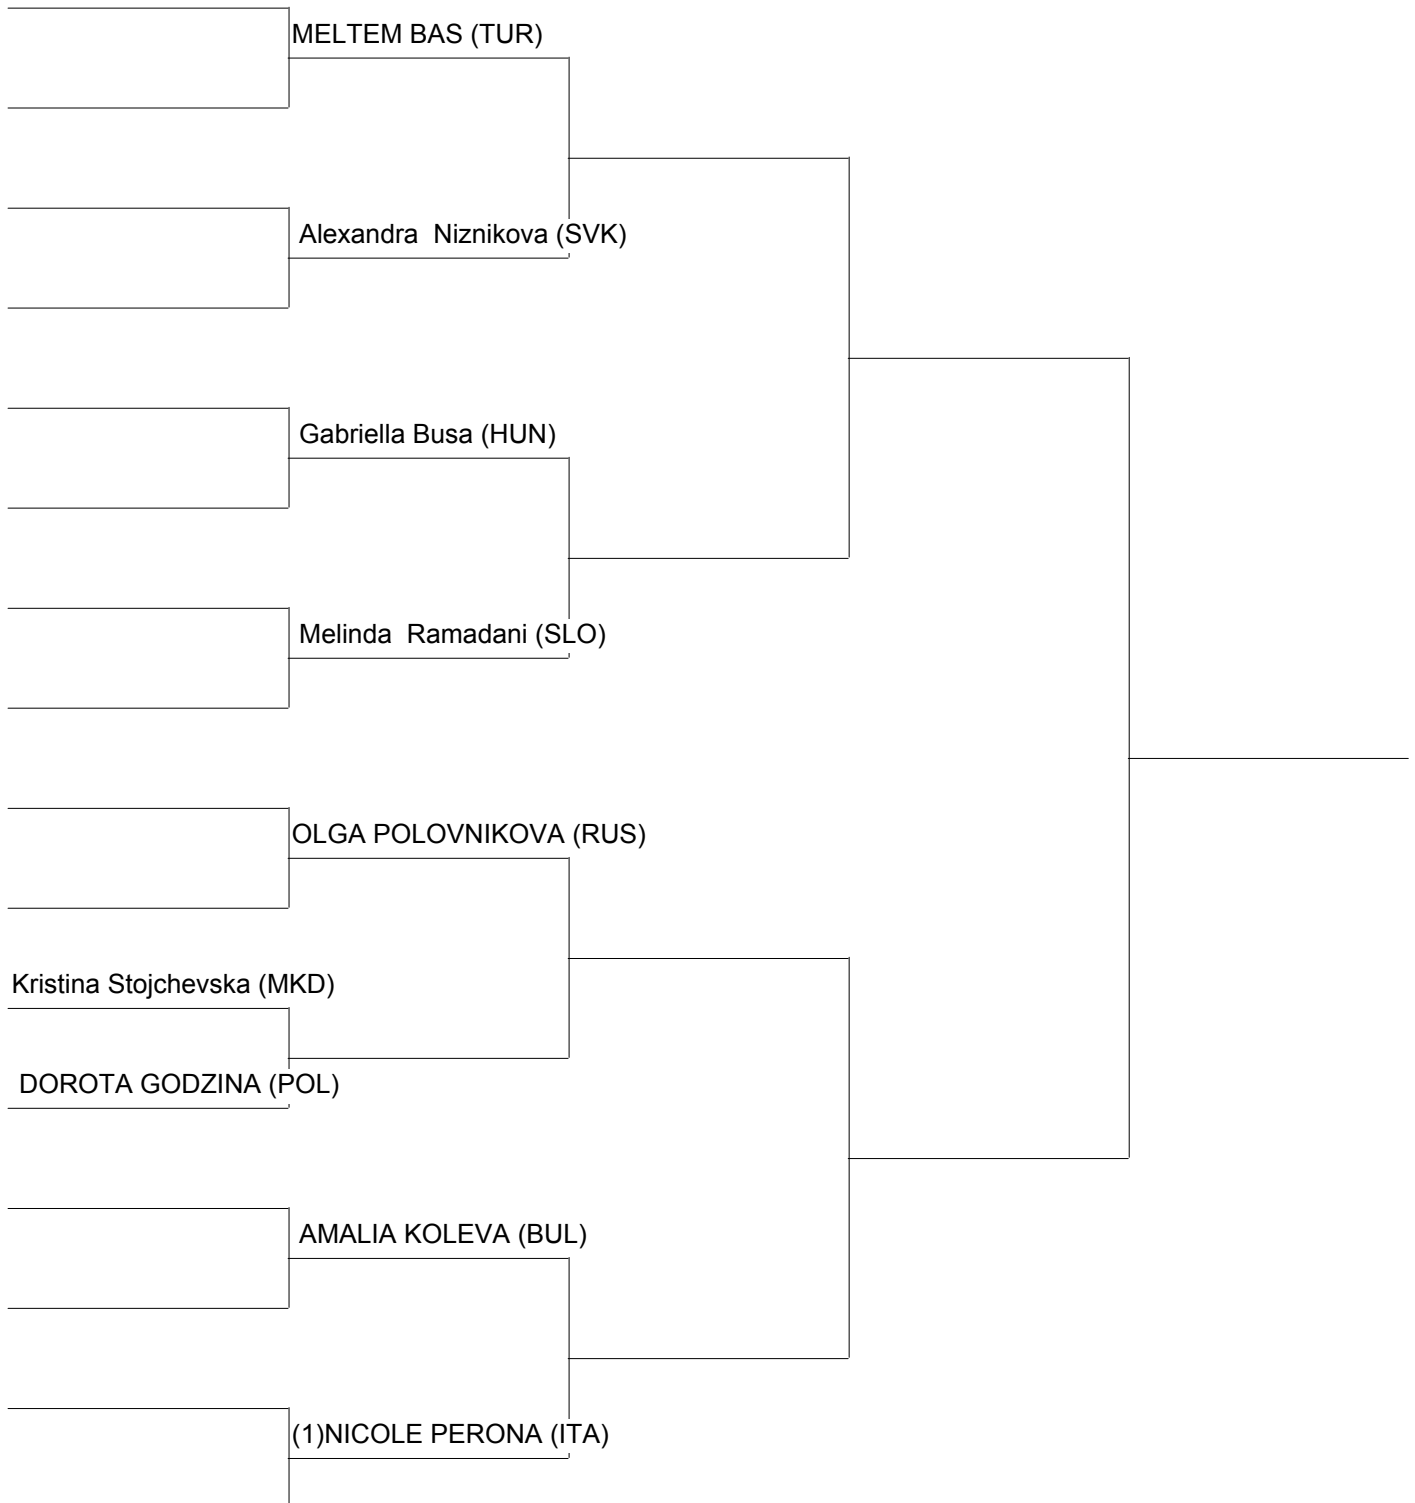 MELTEM BAS (TUR)
Alexandra  Niznikova (SVK)
Gabriella Busa (HUN)
Melinda  Ramadani (SLO)
OLGA POLOVNIKOVA (RUS)
Kristina Stojchevska (MKD)
DOROTA GODZINA (POL)
AMALIA KOLEVA (BUL)
(1)NICOLE PERONA (ITA)